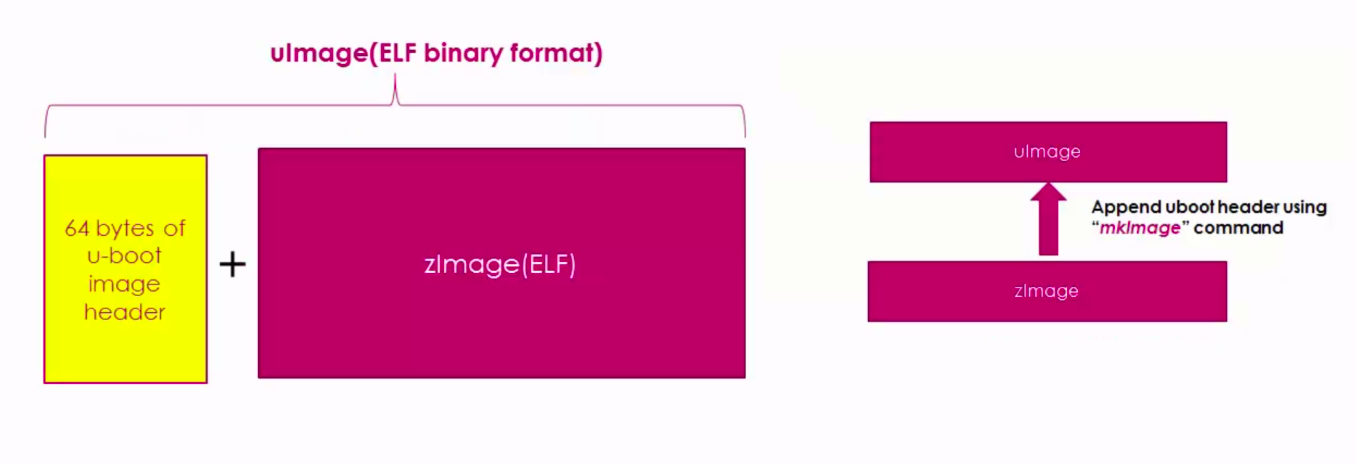 uImage(ELF binary format)
64 bytes of
u-boot
image
header
+
zImage(ELF)
uImage
Append uboot header using
“mkImage” command
zImage